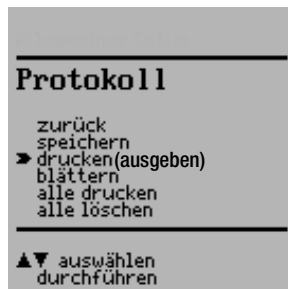 Protokoll
zurück
speichern
➤ drucken(ausgeben)
blättern
alle drucken
alle löschen
▲▼ auswählen
durchführen